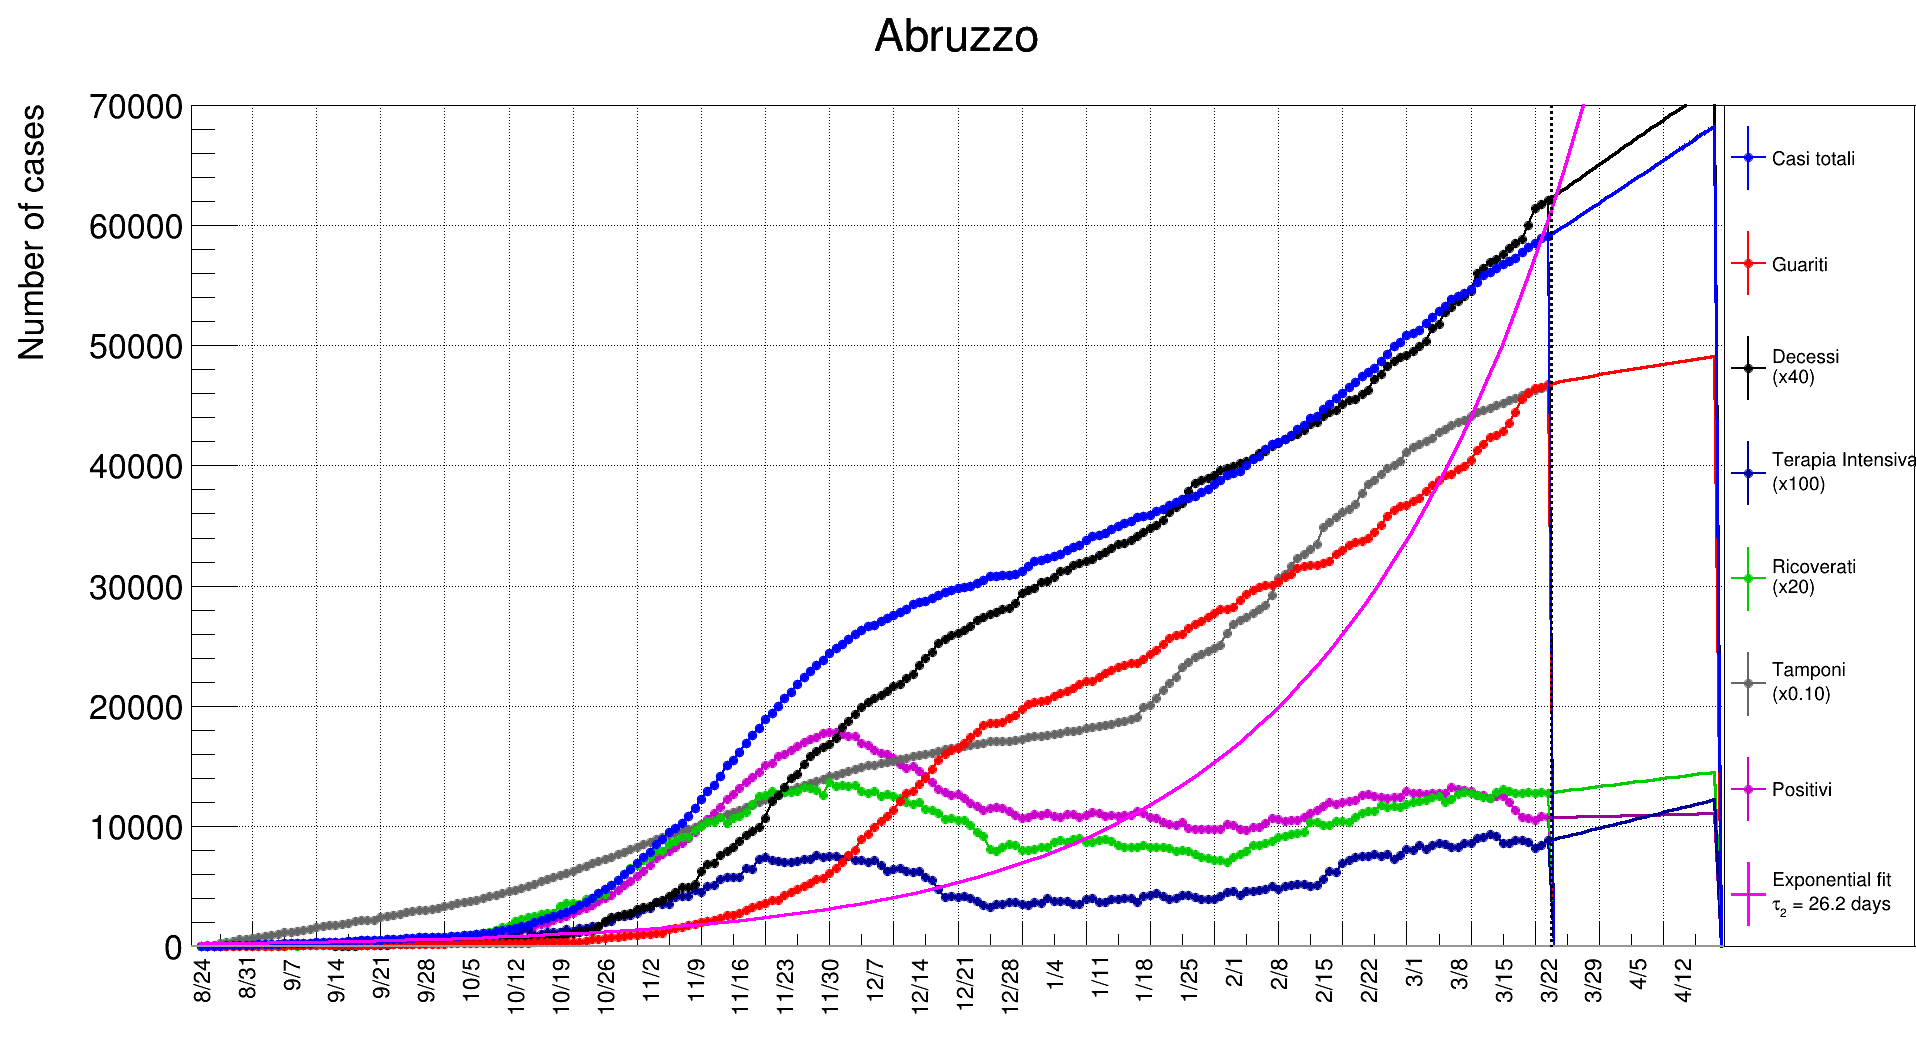 Abruzzo
Number of cases
70000
60000
50000
40000
30000
20000
10000
0
8/24
8/31
9/7
9/14
9/21
9/28
10/5
10/12
10/19
10/26
11/2
11/9
11/16
11/23
11/30
12/7
12/14
12/21
12/28
1/4
1/11
1/18
1/25
2/1
2/8
2/15
2/22
3/1
3/8
3/15
3/22
3/29
4/5
4/12
Casi totali
Guariti
Decessi
(x40)
Terapia Intensiva
(x100)
Ricoverati
(x20)
Tamponi
(x0.10)
Positivi
Exponential fit
τ2 = 26.2 days